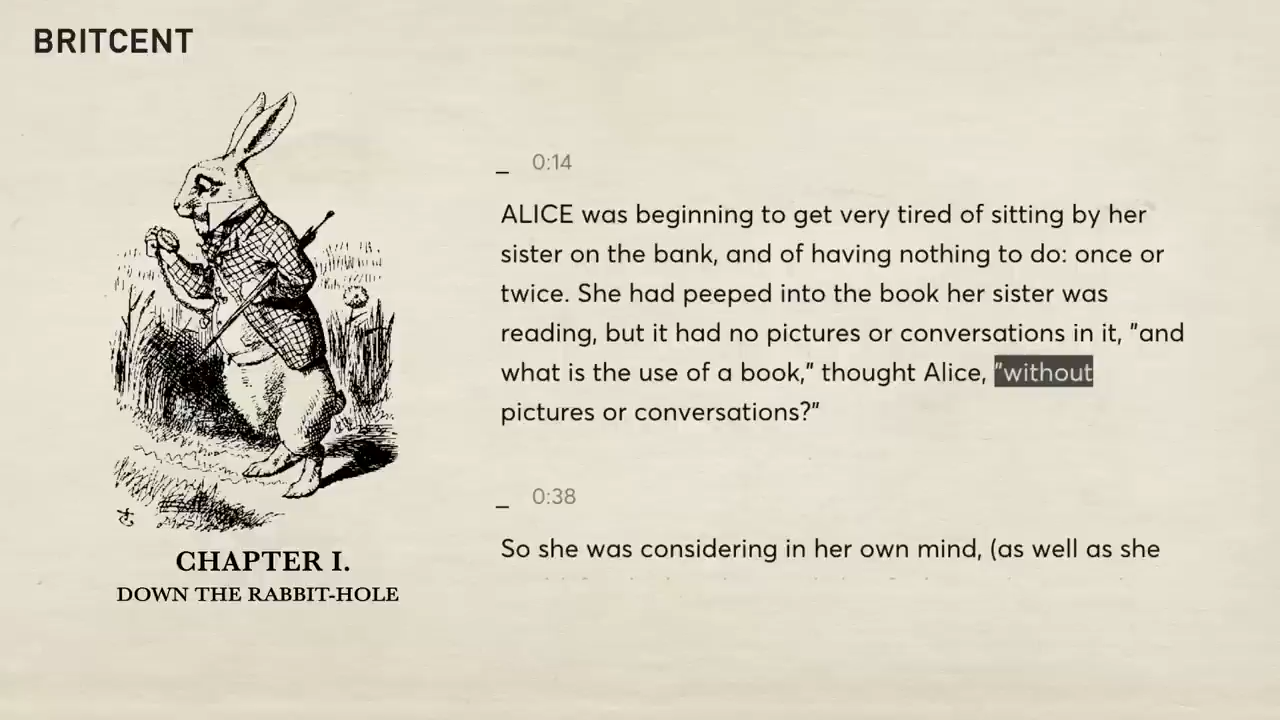 BRITCENT
_ 0:14
ALICE was beginning to get very tired of sitting by her
sister on the bank, and of having nothing to do: once or
twice. She had peeped into the book her sister was
reading, but it had no pictures or conversations in it, "and
what is the use of a book," thought Alice, "without
pictures or conversations?"
_ 0:38
So she was considering in her own mind, (as well as she
CHAPTER I.
DOWN THE RABBIT-HOLE